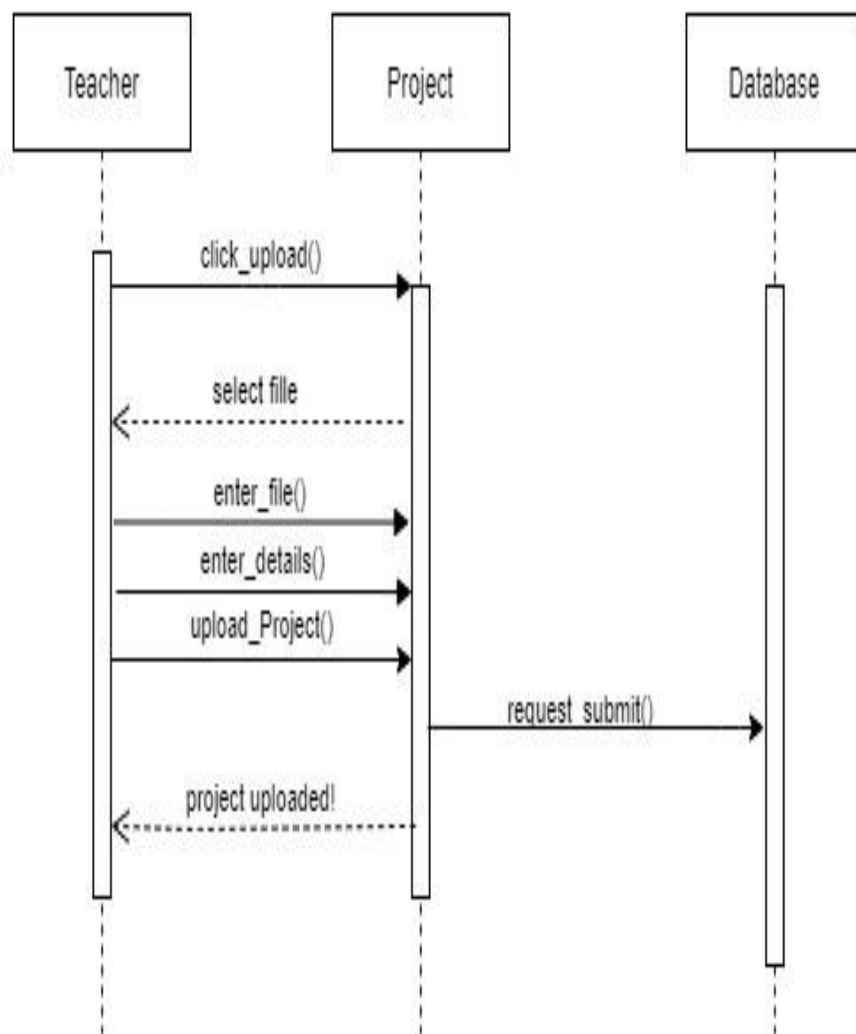 Teacher
Project
Database
click_upload()
select fille
enter_file()
enter_details()
upload_Project()
request_submit()
project uploaded!